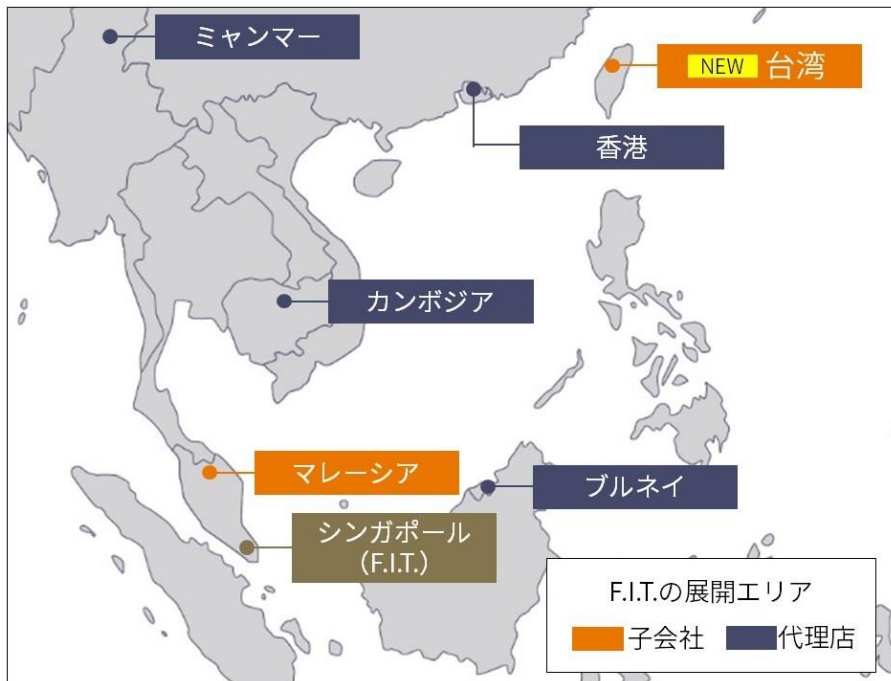 ミャンマー
NEW 台湾
香港
カンボジア
マレーシア
ブルネイ
シンガポール
（F.I.T.）
F.I.T.の展開エリア
子会社 代理店